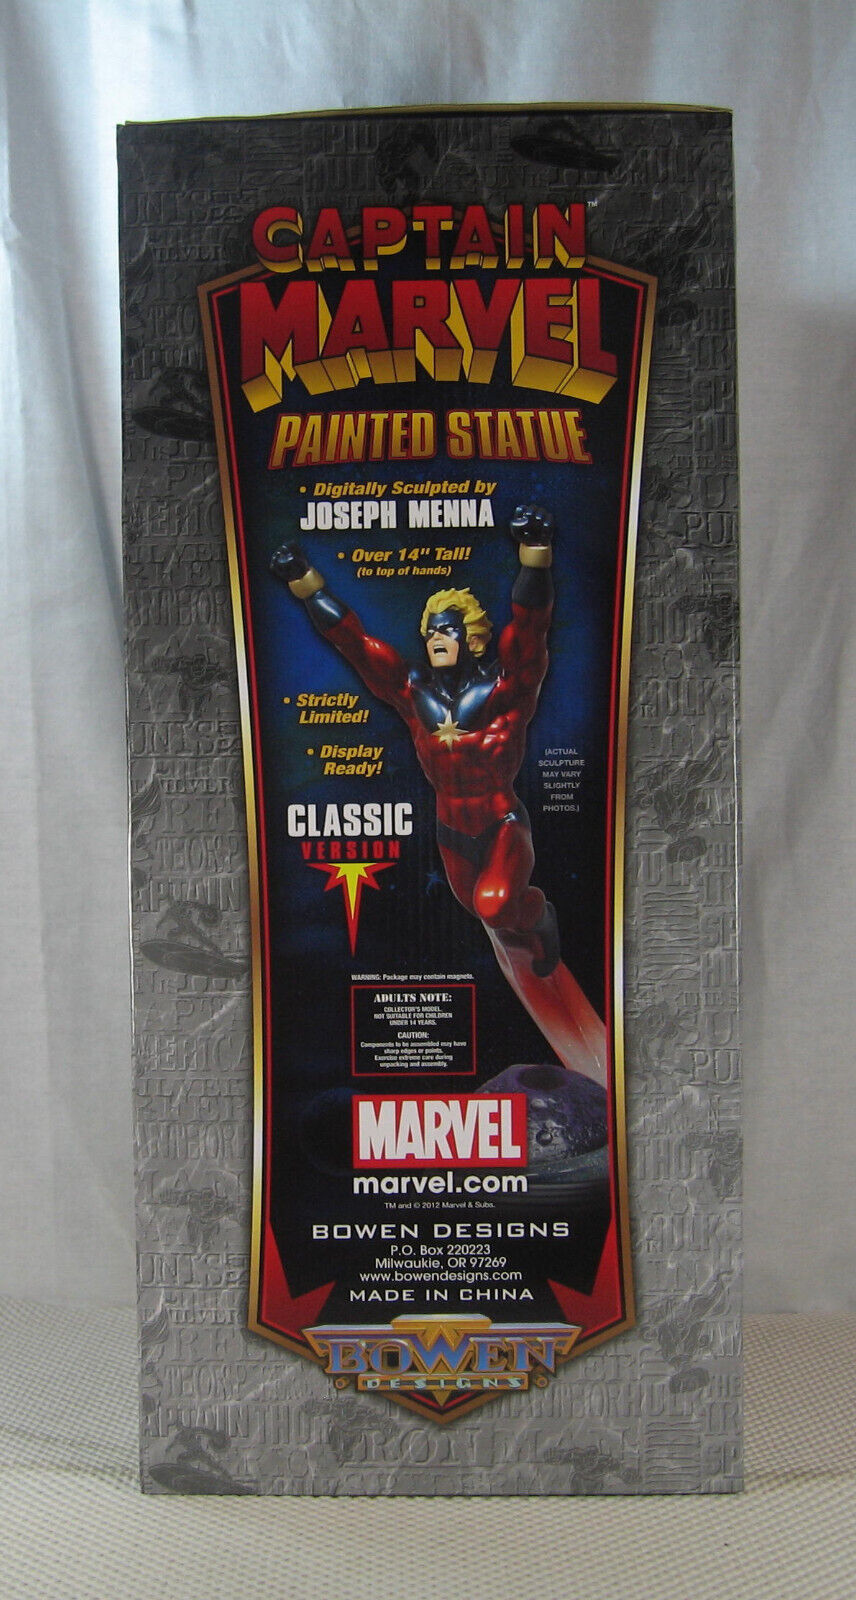 CAPTAIN™
MARVEL
PAINTED STATUE
• Digitally Sculpted by
JOSEPH MENNA
• Over 14" Tall!
(to top of hands)
• Strictly
Limited!
• Display
Ready!
(ACTUAL
SCULPTURE
MAY VARY
SLIGHTLY
FROM
PHOTOS.)
CLASSIC
VERSION
WARNING: Package may contain magnets.
ADULTS NOTE:
COLLECTOR'S MODEL.
NOT SUITABLE FOR CHILDREN
UNDER 14 YEARS.
CAUTION:
Components to be assembled may have
sharp edges or points.
Exercise extreme care during
unpacking and assembly.
MARVEL
marvel.com
TM and © 2012 Marvel & Subs.
BOWEN DESIGNS
P.O. Box 220223
Milwaukie, OR 97269
www.bowendesigns.com
MADE IN CHINA
BOWEN
DESIGNS